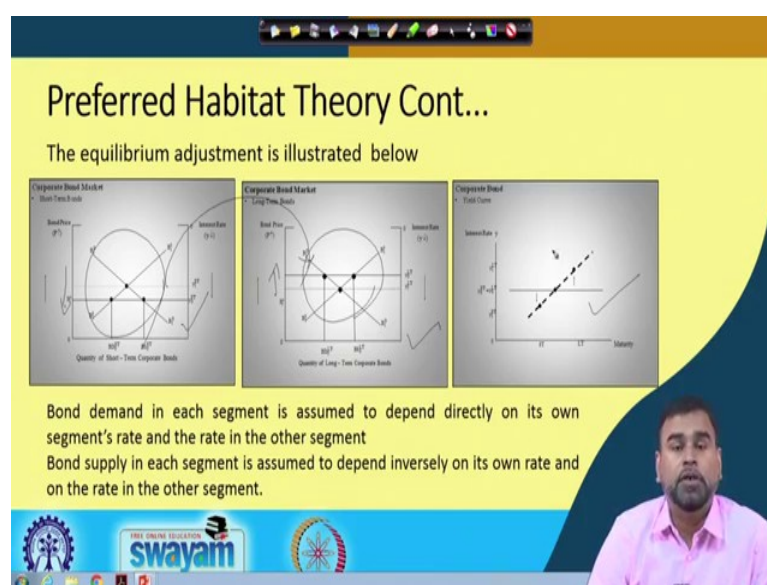 Preferred Habitat Theory Cont...
The equilibrium adjustment is illustrated below
Corporate Bond Market
• Short-Term Bonds
Bond Price
Interest Rate
Quantity of Short-Term Corporate Bonds
Corporate Bond Market
• Long-Term Bonds
Bond Price
Interest Rate
Quantity of Long-Term Corporate Bonds
Corporate Bond
• Yield Curve
Interest Rate
ST
LT
Maturity
Bond demand in each segment is assumed to depend directly on its own
segment's rate and the rate in the other segment
Bond supply in each segment is assumed to depend inversely on its own rate and
on the rate in the other segment.
FREE ONLINE EDUCATION
swayam